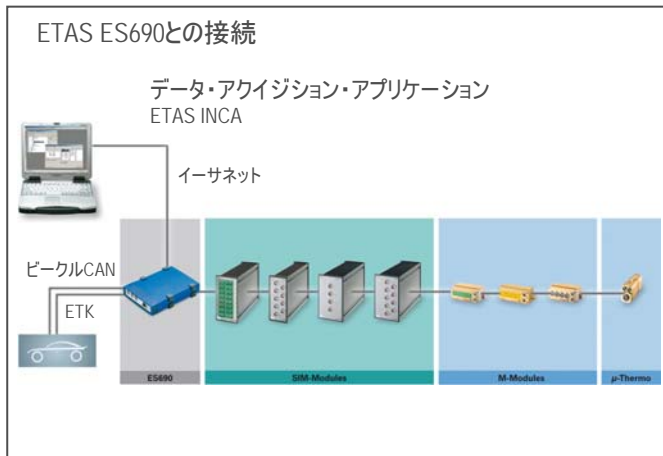 ETAS ES690との接続
データ・アクイジション・アプリケーション
ETAS INCA
イーサネット
ビークルCAN
ETK
ES690
SIM-Modules
M-Modules
µ-Thermo